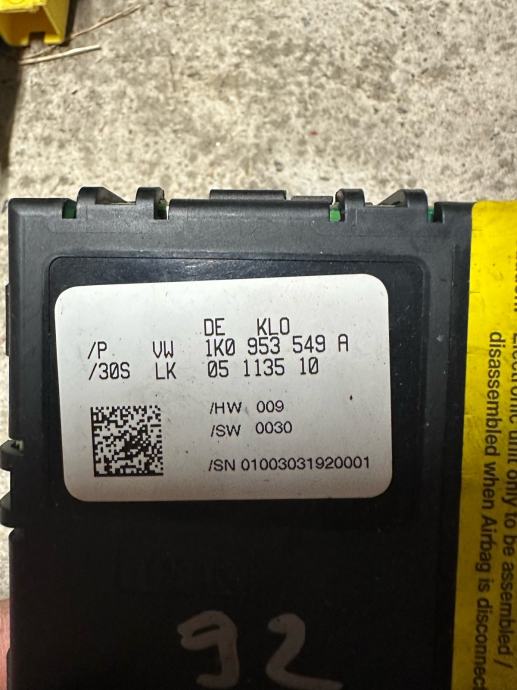 DE KLO
/P VW 1K0 953 549 A
/30S LK 05 1135 10
/HW 009
/SW 0030
/SN 01003031920001
Electronic unit only to be assembled /
disassembled when Airbag is disconnec
92